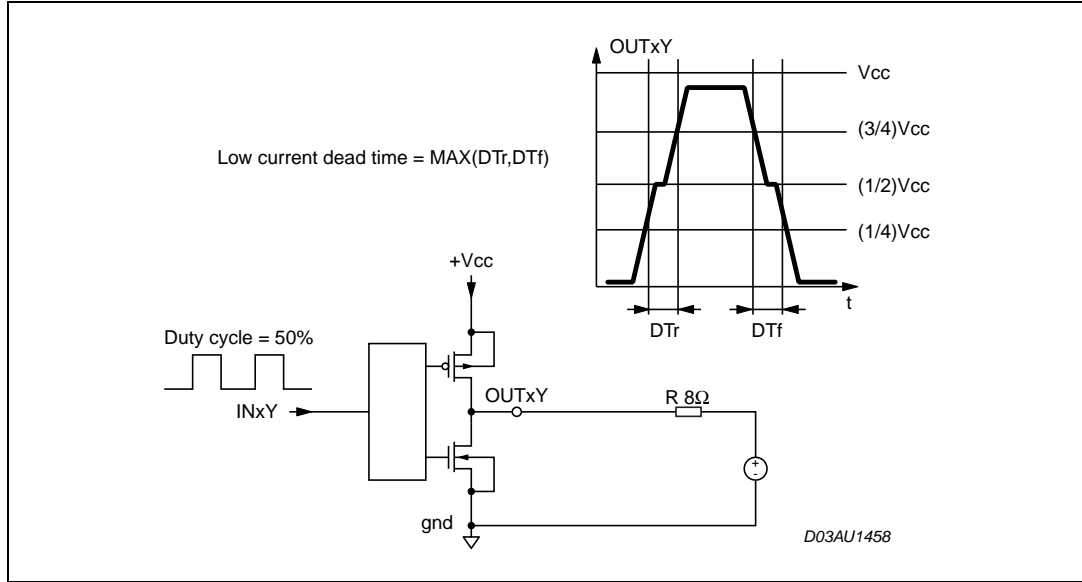 OUTxY
Vcc
(3/4)Vcc
Low current dead time = MAX(DTr,DTf)
(1/2)Vcc
(1/4)Vcc
+Vcc
t
DTr
DTf
Duty cycle = 50%
OUTxY
R 8Ω
INxY
+
-
gnd
D03AU1458